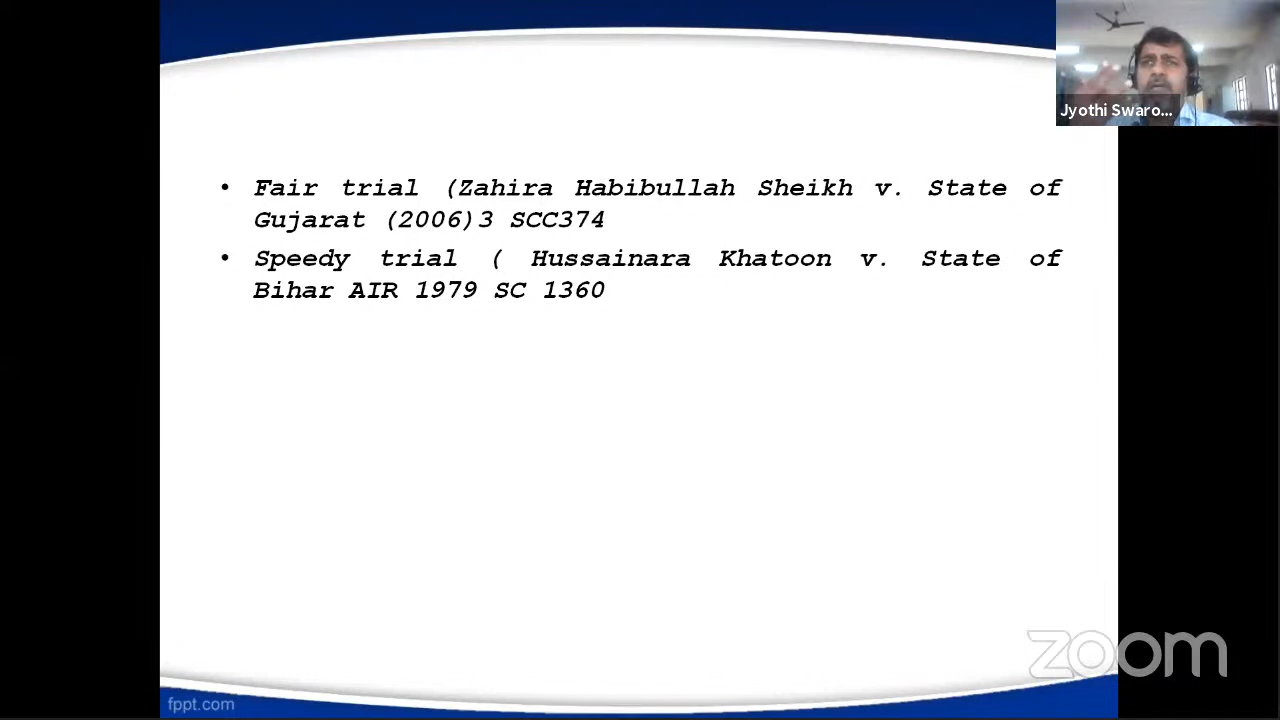 Jyothi Swaro...
• Fair trial (Zahira Habibullah Sheikh v. State of
Gujarat (2006)3 SCC374
• Speedy trial ( Hussainara Khatoon v. State of
Bihar AIR 1979 SC 1360
zoom
fppt.com